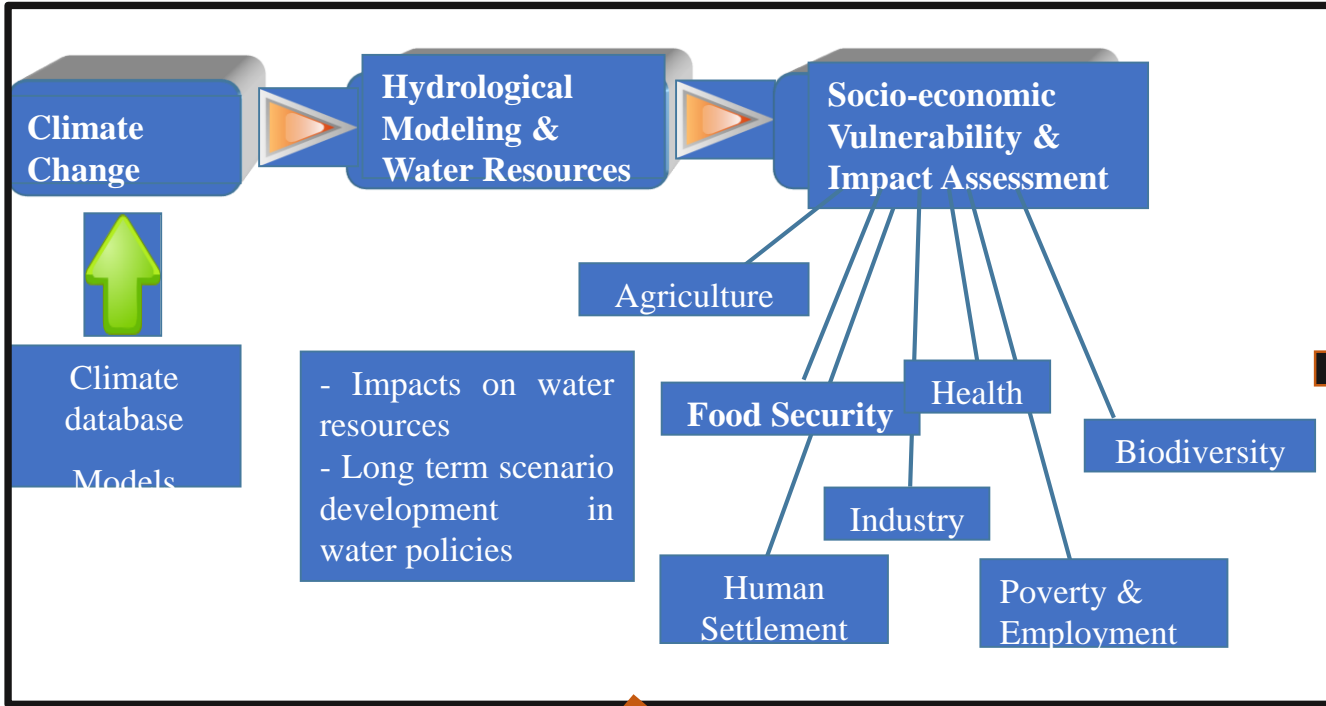 Climate
Change
Hydrological
Modeling &
Water Resources
Socio-economic
Vulnerability &
Impact Assessment
Climate
database
Models
- Impacts on water
resources
- Long term scenario
development in
water policies
Agriculture
Food Security
Health
Biodiversity
Industry
Human
Settlement
Poverty &
Employment